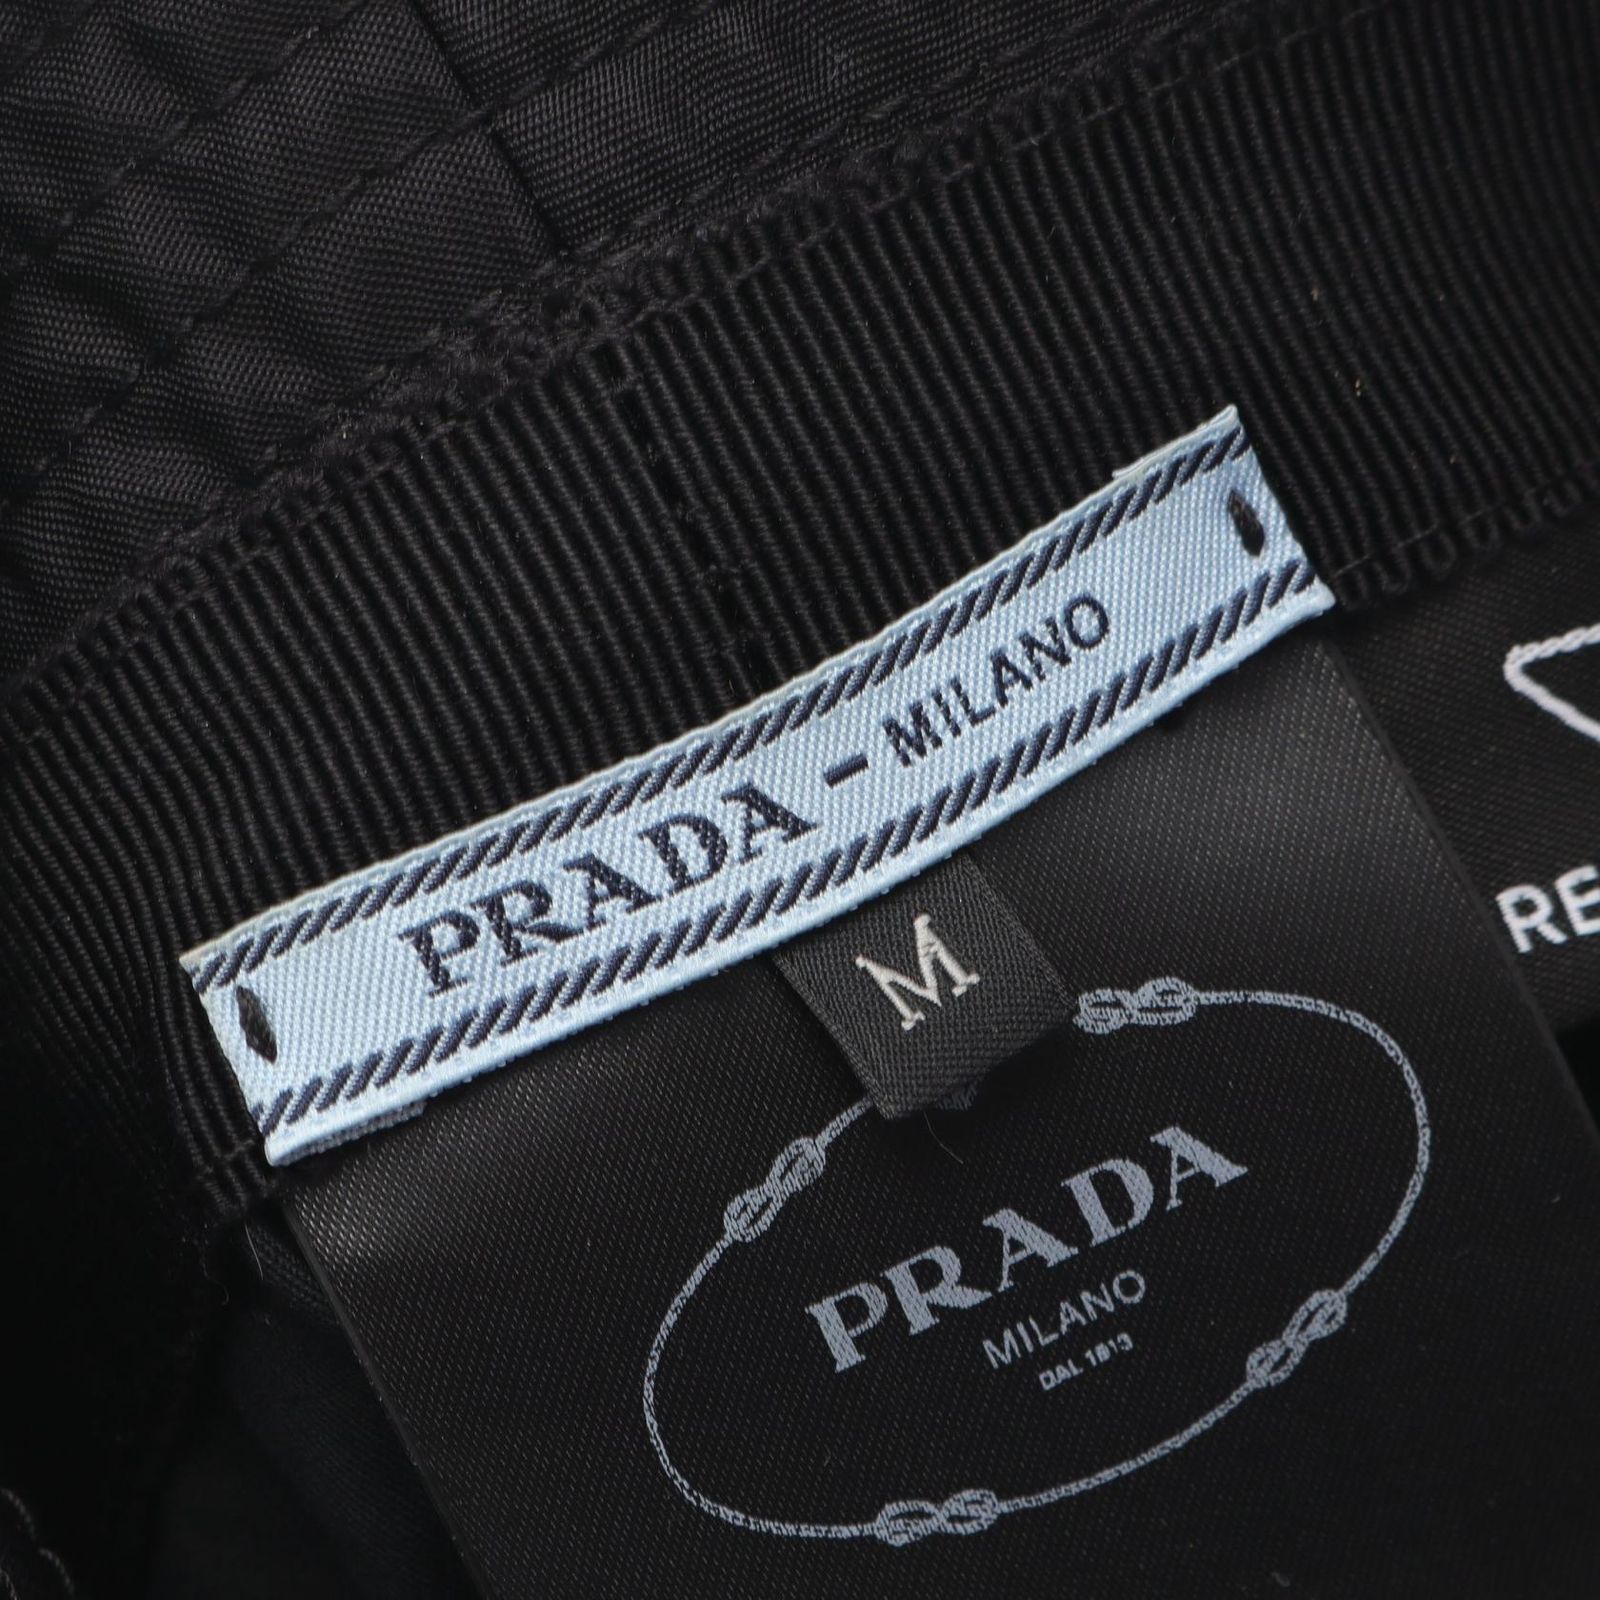 PRADA - MILANO
M
RE
PRADA
MILANO
DAL 1913